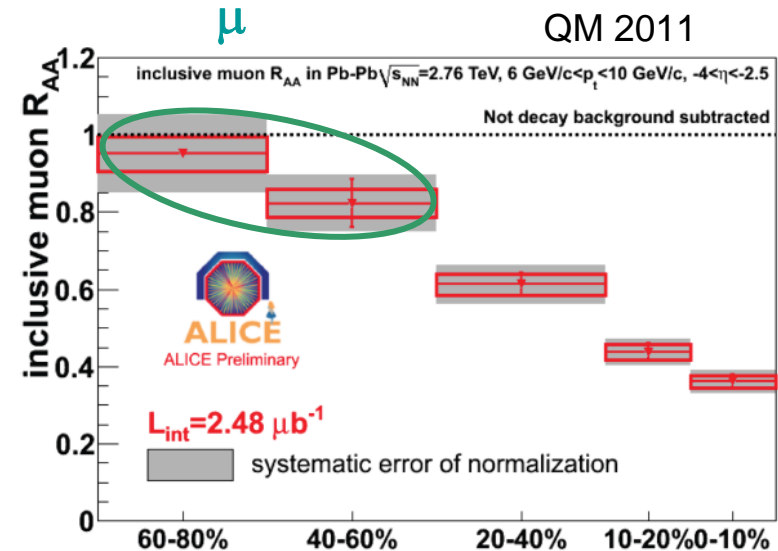 μ
QM 2011
inclusive muon R_AA in Pb-Pb√s_NN=2.76 TeV, 6 GeV/c<p_t<10 GeV/c, -4<η<-2.5
Not decay background subtracted
inclusive muon R_AA
1.2
1
0.8
0.6
0.4
0.2
0
ALICE
ALICE Preliminary
L_int=2.48 μb⁻¹
systematic error of normalization
60-80% 40-60% 20-40% 10-20%0-10%